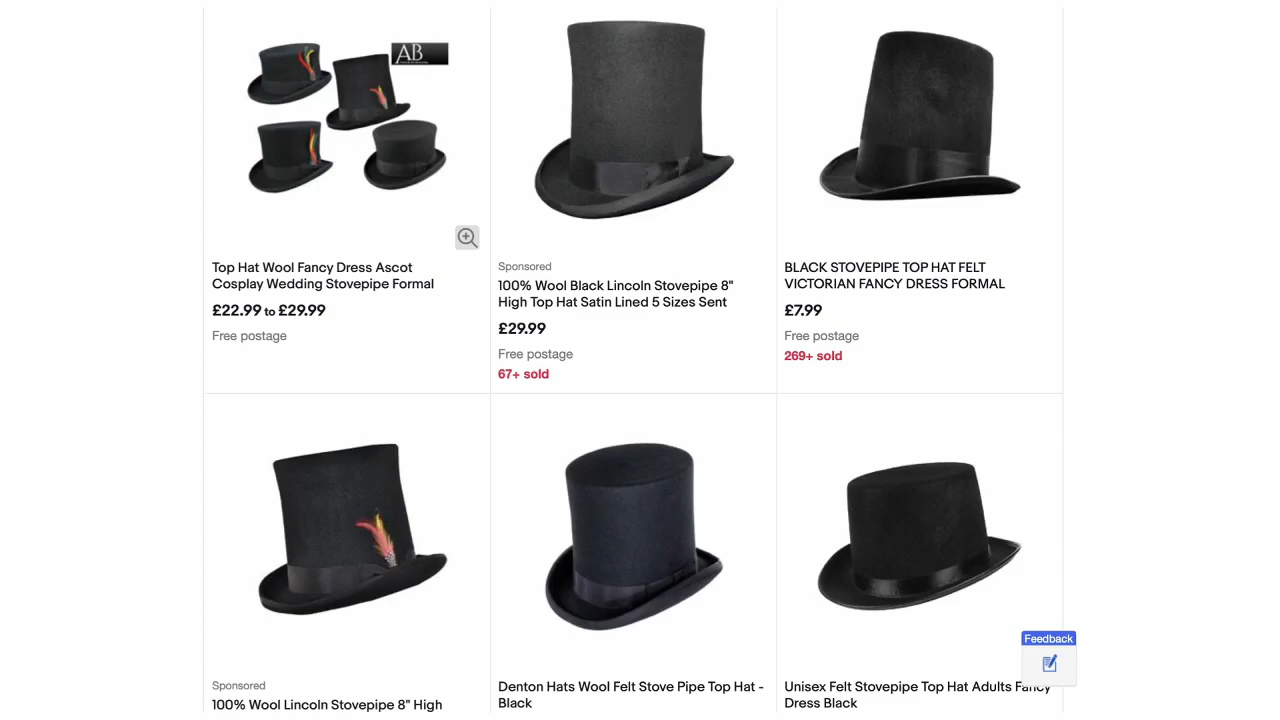 AB
Top Hat Wool Fancy Dress Ascot
Cosplay Wedding Stovepipe Formal
£22.99 to £29.99
Free postage
Sponsored
100% Wool Black Lincoln Stovepipe 8"
High Top Hat Satin Lined 5 Sizes Sent
£29.99
Free postage
67+ sold
BLACK STOVEPIPE TOP HAT FELT
VICTORIAN FANCY DRESS FORMAL
£7.99
Free postage
269+ sold
Sponsored
100% Wool Lincoln Stovepipe 8" High
Denton Hats Wool Felt Stove Pipe Top Hat -
Black
Unisex Felt Stovepipe Top Hat Adults Fancy
Dress Black
Feedback